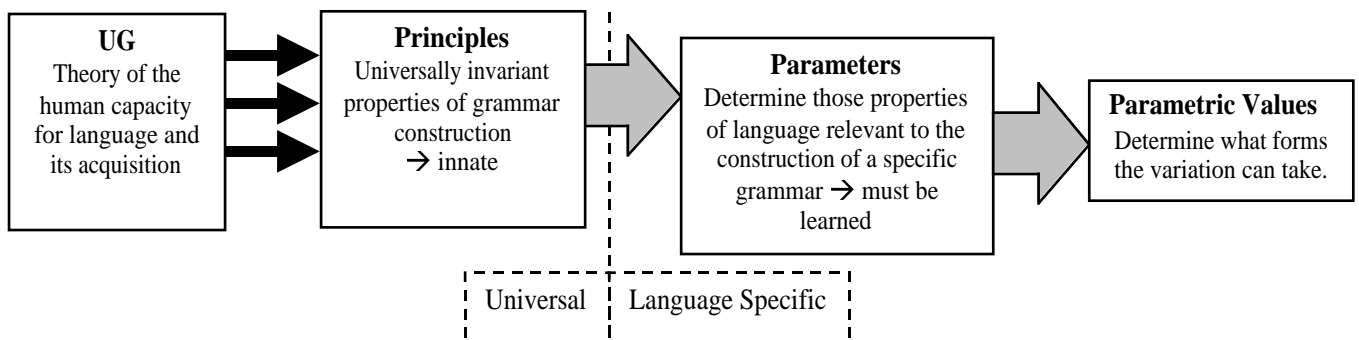 UG
Theory of the
human capacity
for language and
its acquisition
Principles
Universally invariant
properties of grammar
construction
→ innate
Parameters
Determine those properties
of language relevant to the
construction of a specific
grammar → must be
learned
Parametric Values
Determine what forms
the variation can take.
Universal
Language Specific